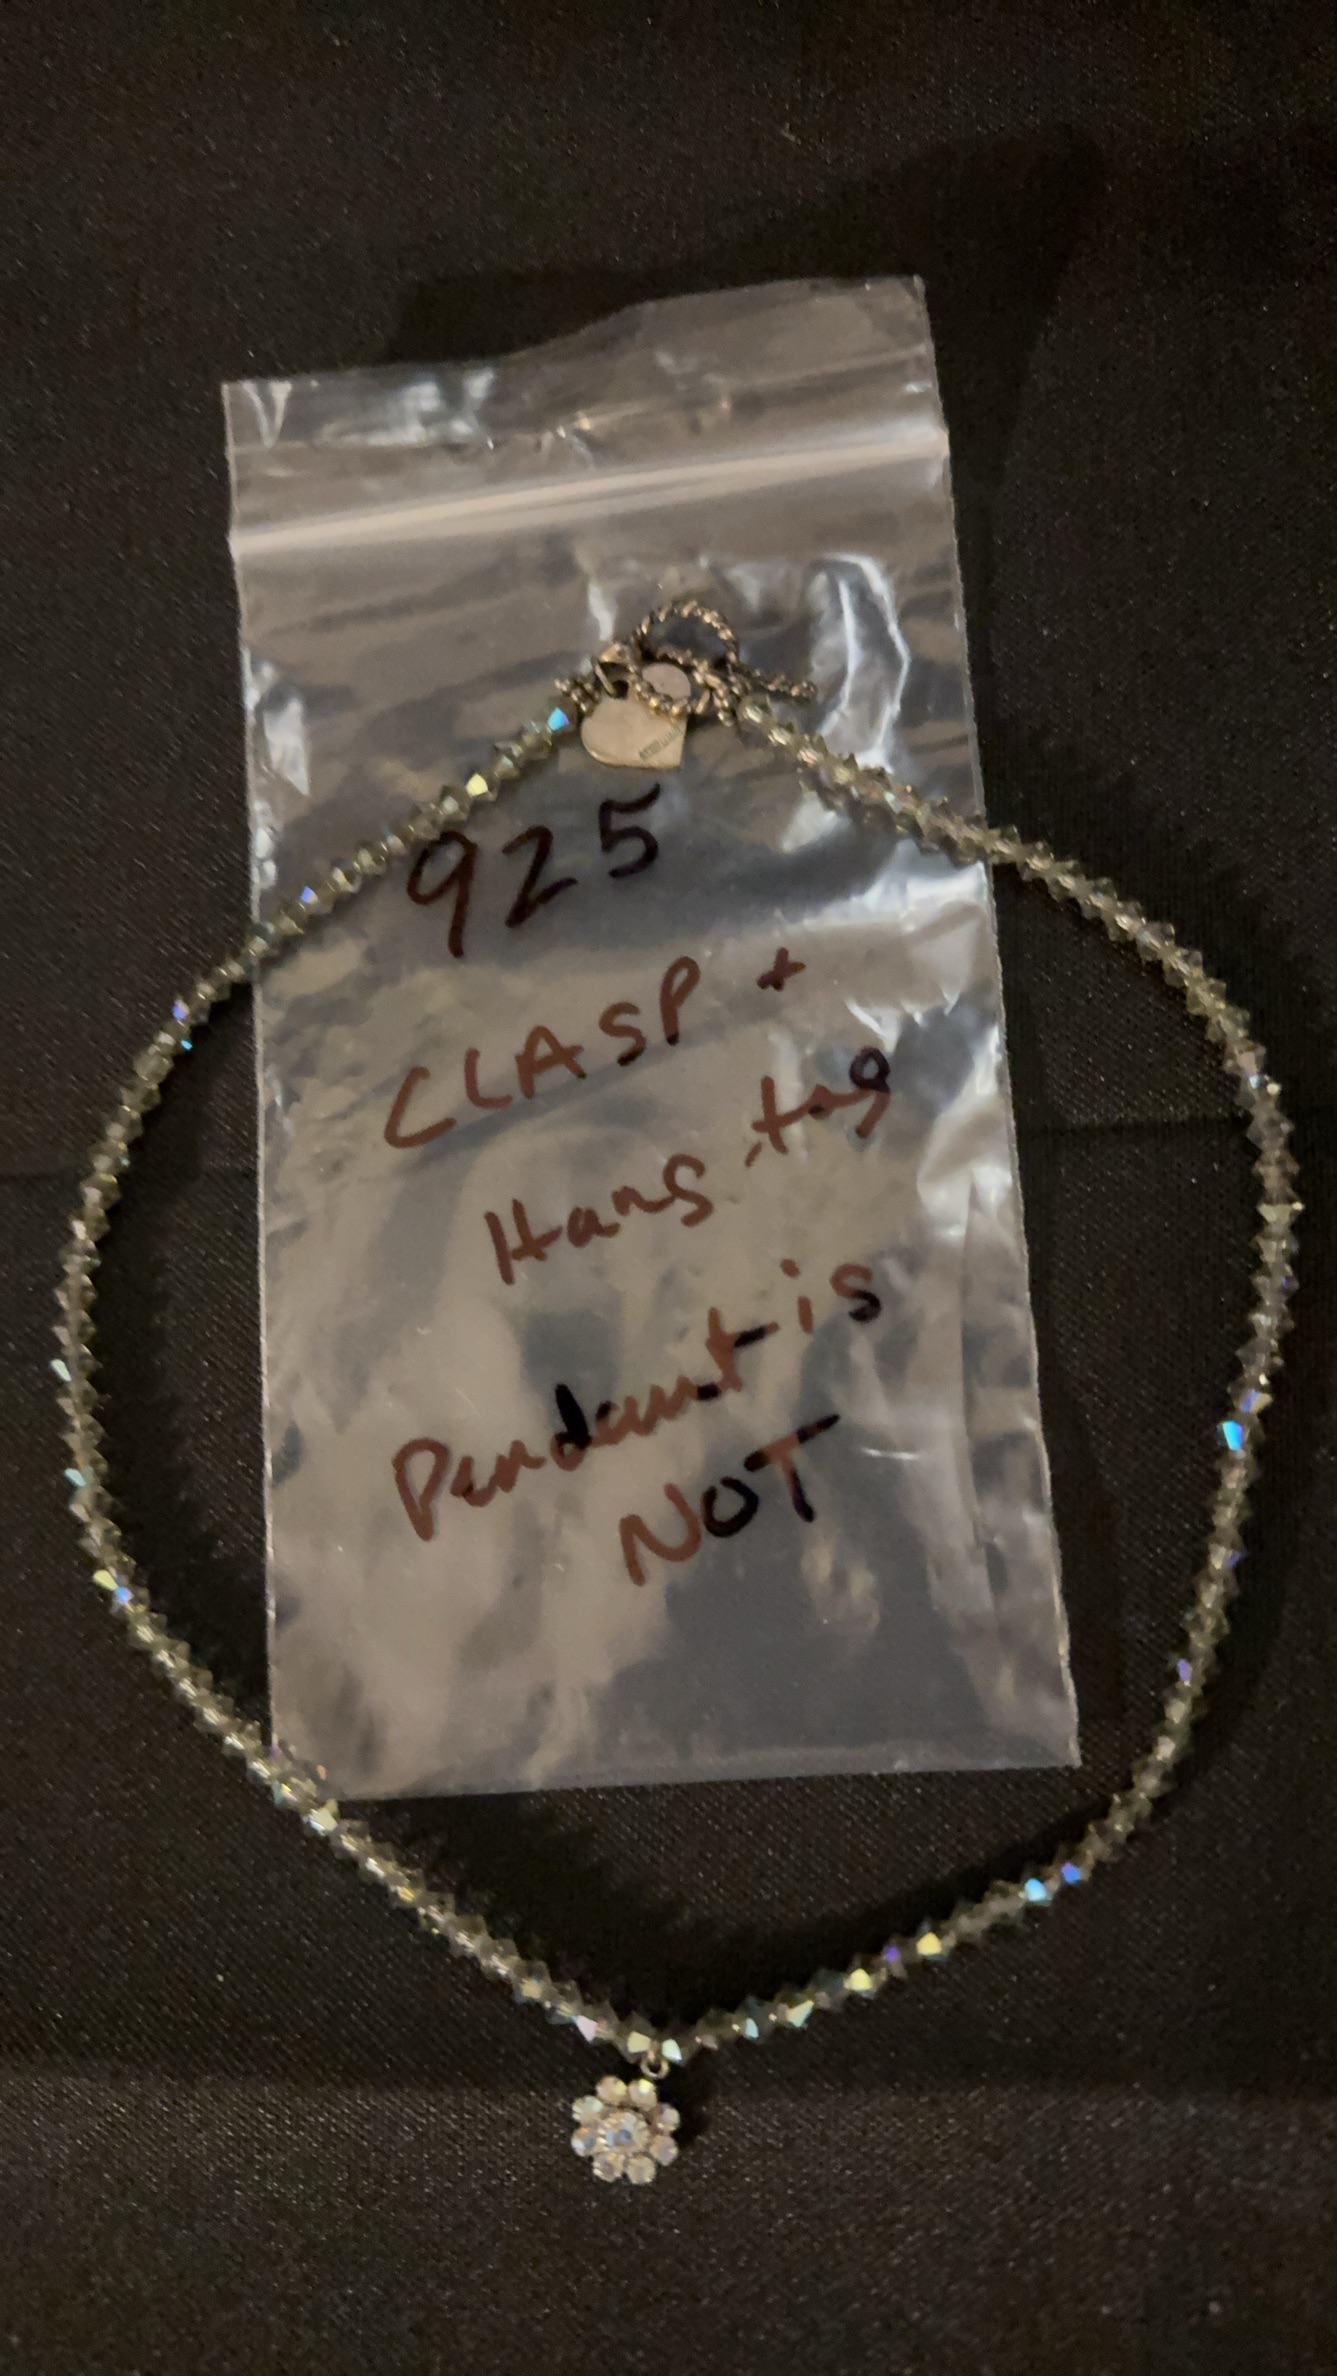 925
CLASP +
Hang tag
Pendant is
NOT